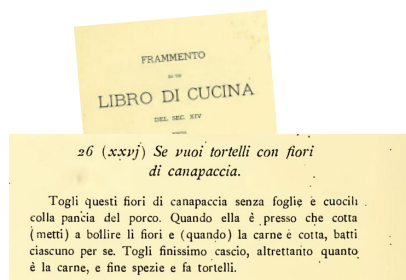 FRAMMENTO
DI UN
LIBRO DI CUCINA
DEL SEC. XIV
26 (xxvj) Se vuoi tortelli con fiori
di canapaccia.
Togli questi fiori di canapaccia senza foglie e cuocili
colla pancia del porco. Quando ella è presso che cotta
(metti) a bollire li fiori e (quando) la carne è cotta, batti
ciascuno per se. Togli finissimo cascio, altrettanto quanto
è la carne, e fine spezie e fa tortelli.